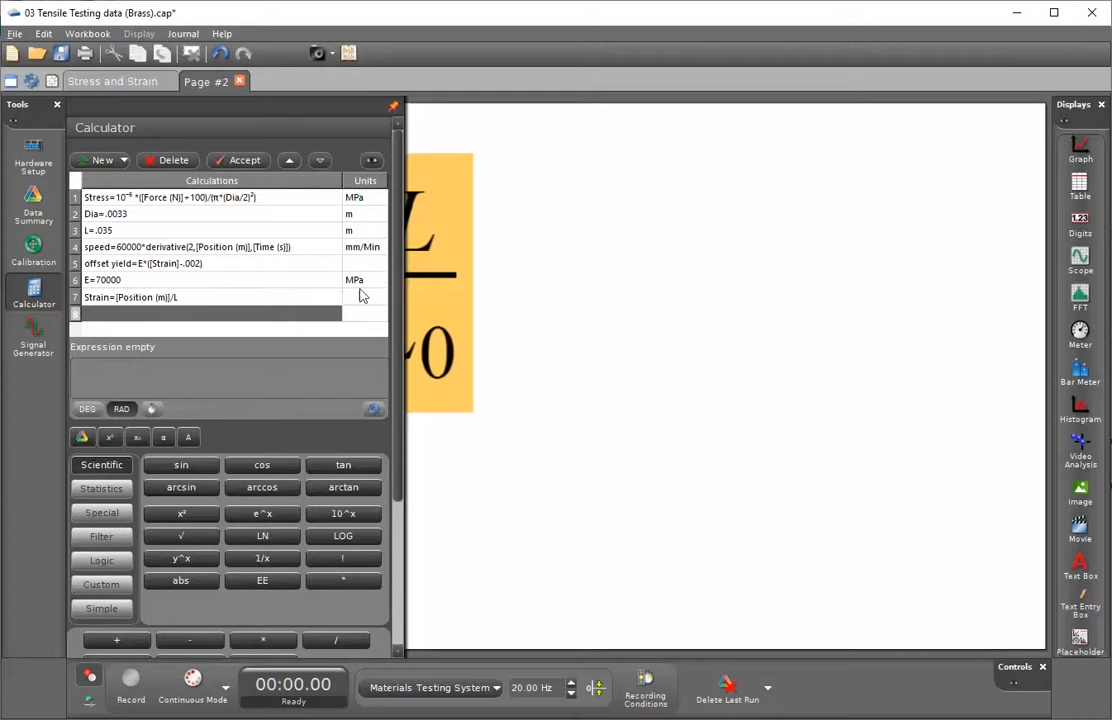 03 Tensile Testing data (Brass).cap*
File Edit Workbook Display Journal Help
Stress and Strain Page #2
Tools
Hardware Setup
Data Summary
Calibration
Calculator
Signal Generator
Calculator
New Delete Accept
Calculations Units
1 Stress=10⁻⁶ *([Force (N)]+100)/(π*(Dia/2)²) MPa
2 Dia=.0033 m
3 L=.035 m
4 speed=60000*derivative(2,[Position (m)],[Time (s)]) mm/Min
5 offset yield=E*([Strain]-.002)
6 E=70000 MPa
7 Strain=[Position (m)]/L
8
Expression empty
DEG RAD
x° x₀ α A
Scientific sin cos tan
Statistics arcsin arccos arctan
Special x² e^x 10^x
Filter √ LN LOG
Logic y^x 1/x !
Custom abs EE °
Simple
+ - * /
L
0
Displays
Graph
Table
1.23
Digits
Scope
FFT
Meter
Bar Meter
Histogram
Video Analysis
Image
Movie
Text Box
Text Entry Box
Placeholder
Record
Continuous Mode
00:00.00
Ready
Materials Testing System
20.00 Hz
Recording Conditions
Delete Last Run
Controls